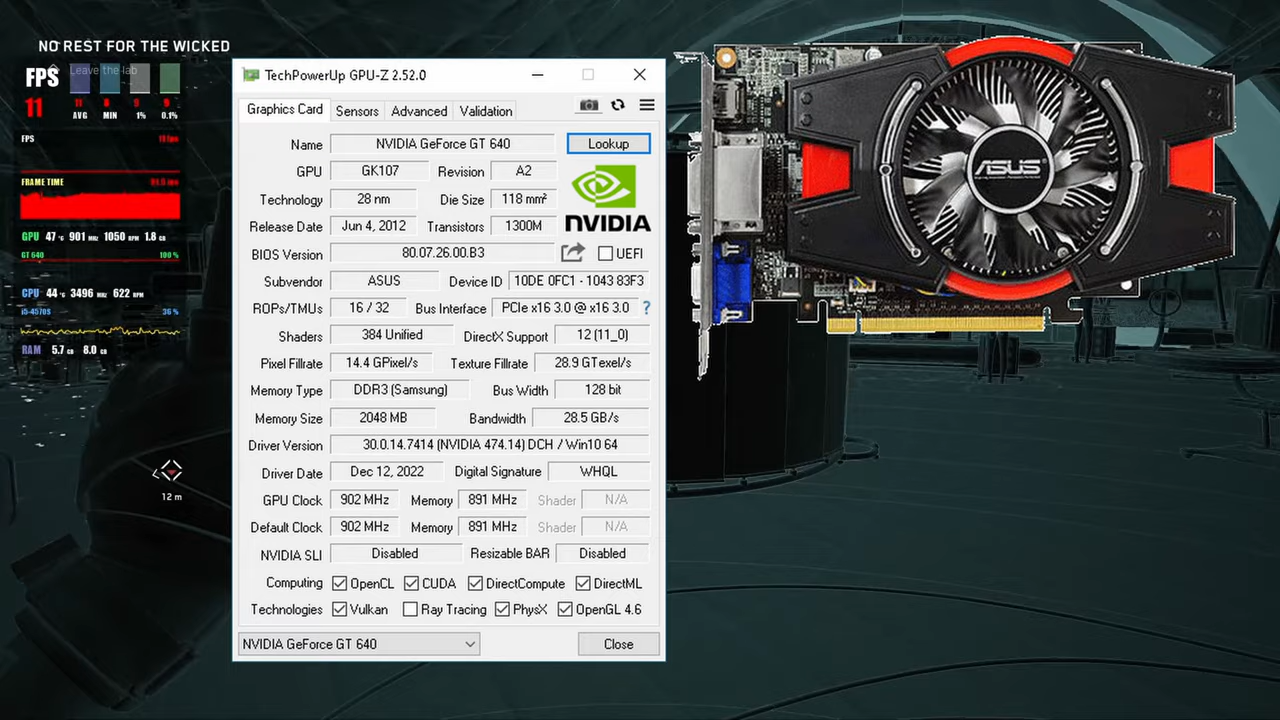 NO REST FOR THE WICKED
Leave the lab
FPS
11
11 8 9 9
AVG MIN 1% 0.1%
FPS 11 fps
FRAME TIME
GPU 47 °C 901 MHz 1050 RPM 1.8 GB
GT 640 100 %
CPU 44 °C 3496 MHz 622 RPM
i5-4570S 36 %
RAM 5.7 GB 8.0 GB
12 m
TechPowerUp GPU-Z 2.52.0
Graphics Card Sensors Advanced Validation
Name NVIDIA GeForce GT 640 Lookup
GPU GK107 Revision A2
Technology 28 nm Die Size 118 mm²
Release Date Jun 4, 2012 Transistors 1300M
NVIDIA
BIOS Version 80.07.26.00.B3 UEFI
Subvendor ASUS Device ID 10DE 0FC1 - 1043 83F3
ROPs/TMUs 16 / 32 Bus Interface PCIe x16 3.0 @ x16 3.0 ?
Shaders 384 Unified DirectX Support 12 (11_0)
Pixel Fillrate 14.4 GPixel/s Texture Fillrate 28.9 GTexel/s
Memory Type DDR3 (Samsung) Bus Width 128 bit
Memory Size 2048 MB Bandwidth 28.5 GB/s
Driver Version 30.0.14.7414 (NVIDIA 474.14) DCH / Win10 64
Driver Date Dec 12, 2022 Digital Signature WHQL
GPU Clock 902 MHz Memory 891 MHz Shader N/A
Default Clock 902 MHz Memory 891 MHz Shader N/A
NVIDIA SLI Disabled Resizable BAR Disabled
Computing OpenCL CUDA DirectCompute DirectML
Technologies Vulkan Ray Tracing PhysX OpenGL 4.6
NVIDIA GeForce GT 640 Close
ASUS